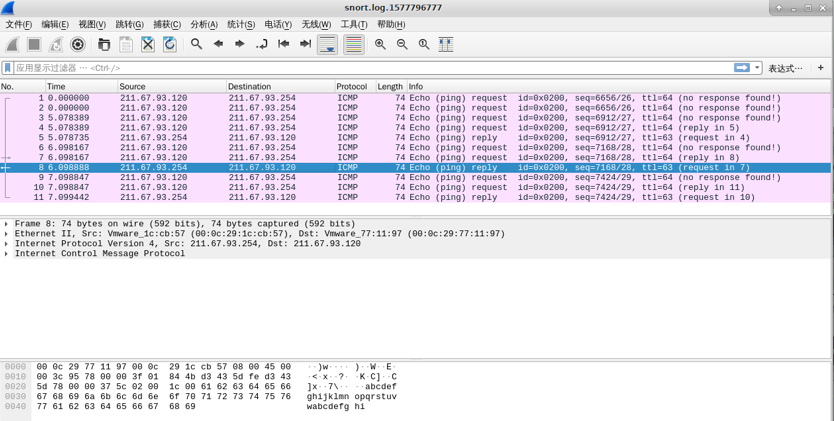 snort.log.1577796777
文件(F) 编辑(E) 视图(V) 跳转(G) 捕获(C) 分析(A) 统计(S) 电话(Y) 无线(W) 工具(T) 帮助(H)
应用显示过滤器 … <Ctrl-/> 表达式… +
No. Time Source Destination Protocol Length Info
1 0.000000 211.67.93.120 211.67.93.254 ICMP 74 Echo (ping) request id=0x0200, seq=6656/26, ttl=64 (no response found!)
2 0.000000 211.67.93.120 211.67.93.254 ICMP 74 Echo (ping) request id=0x0200, seq=6656/26, ttl=64 (no response found!)
3 5.078389 211.67.93.120 211.67.93.254 ICMP 74 Echo (ping) request id=0x0200, seq=6912/27, ttl=64 (no response found!)
4 5.078389 211.67.93.120 211.67.93.254 ICMP 74 Echo (ping) request id=0x0200, seq=6912/27, ttl=64 (reply in 5)
5 5.078735 211.67.93.254 211.67.93.120 ICMP 74 Echo (ping) reply id=0x0200, seq=6912/27, ttl=63 (request in 4)
6 6.098167 211.67.93.120 211.67.93.254 ICMP 74 Echo (ping) request id=0x0200, seq=7168/28, ttl=64 (no response found!)
7 6.098167 211.67.93.120 211.67.93.254 ICMP 74 Echo (ping) request id=0x0200, seq=7168/28, ttl=64 (reply in 8)
8 6.098888 211.67.93.254 211.67.93.120 ICMP 74 Echo (ping) reply id=0x0200, seq=7168/28, ttl=63 (request in 7)
9 7.098847 211.67.93.120 211.67.93.254 ICMP 74 Echo (ping) request id=0x0200, seq=7424/29, ttl=64 (no response found!)
10 7.098847 211.67.93.120 211.67.93.254 ICMP 74 Echo (ping) request id=0x0200, seq=7424/29, ttl=64 (reply in 11)
11 7.099442 211.67.93.254 211.67.93.120 ICMP 74 Echo (ping) reply id=0x0200, seq=7424/29, ttl=63 (request in 10)
Frame 8: 74 bytes on wire (592 bits), 74 bytes captured (592 bits)
Ethernet II, Src: Vmware_1c:cb:57 (00:0c:29:1c:cb:57), Dst: Vmware_77:11:97 (00:0c:29:77:11:97)
Internet Protocol Version 4, Src: 211.67.93.254, Dst: 211.67.93.120
Internet Control Message Protocol
0000 00 0c 29 77 11 97 00 0c 29 1c cb 57 08 00 45 00 ··)w···· )··W··E·
0010 00 3c 95 78 00 00 3f 01 84 4b d3 43 5d fe d3 43 ·<·x··?· ·K·C]··C
0020 5d 78 00 00 37 5c 02 00 1c 00 61 62 63 64 65 66 ]x··7\·· ··abcdef
0030 67 68 69 6a 6b 6c 6d 6e 6f 70 71 72 73 74 75 76 ghijklmn opqrstuv
0040 77 61 62 63 64 65 66 67 68 69 wabcdefg hi